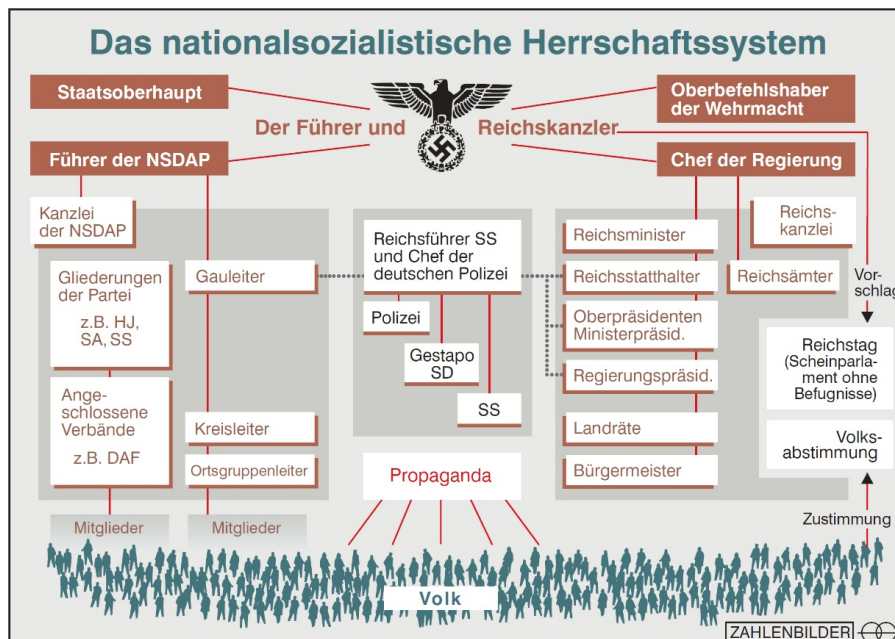 Das nationalsozialistische Herrschaftssystem
Staatsoberhaupt
Oberbefehlshaber
der Wehrmacht
Der Führer und Reichskanzler
Führer der NSDAP
Chef der Regierung
Kanzlei
der NSDAP
Gliederungen
der Partei
z.B. HJ,
SA, SS
Ange-
schlossene
Verbände
z.B. DAF
Mitglieder
Gauleiter
Kreisleiter
Ortsgruppenleiter
Mitglieder
Reichsführer SS
und Chef der
deutschen Polizei
Polizei
Gestapo
SD
SS
Propaganda
Reichsminister
Reichsstatthalter
Oberpräsidenten
Ministerpräsid.
Regierungspräsid.
Landräte
Bürgermeister
Reichs-
kanzlei
Reichsämter
Vor-
schlag
Reichstag
(Scheinparla-
ment ohne
Befugnisse)
Volks-
abstimmung
Zustimmung
Volk
ZAHLENBILDER